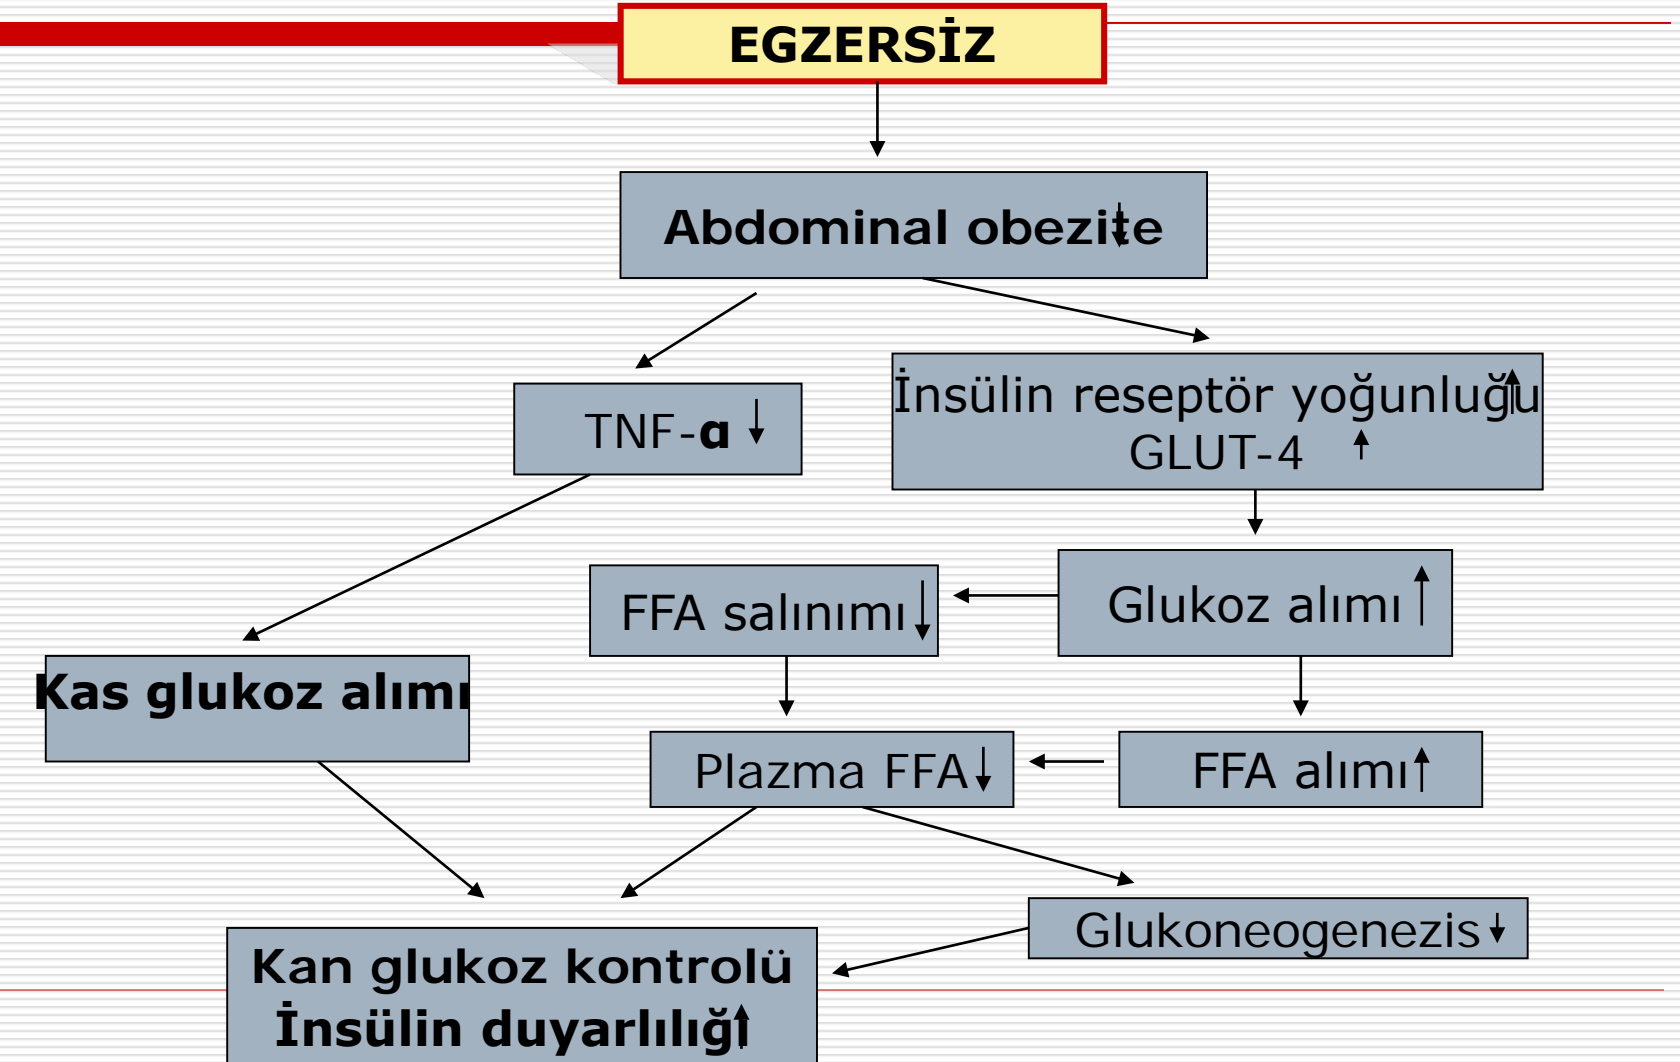 EGZERSİZ
Abdominal obezite
TNF-α
İnsülin reseptör yoğunluğu
GLUT-4
FFA salınımı
Glukoz alımı
Kas glukoz alımı
Plazma FFA
FFA alımı
Glukoneogenezis
Kan glukoz kontrolü
İnsülin duyarlılığı